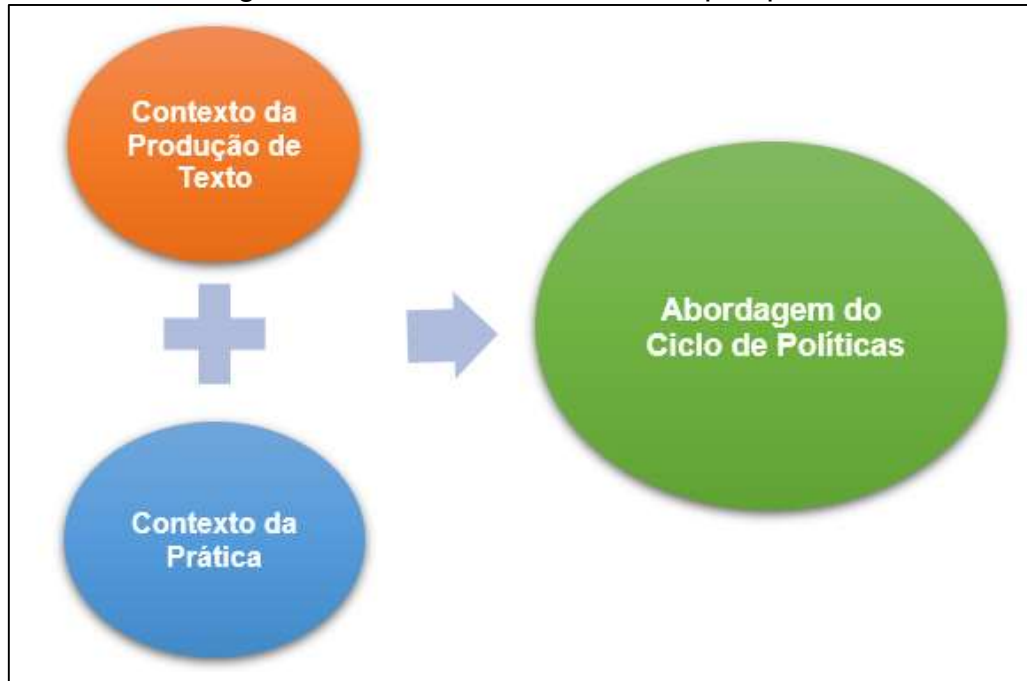 Contexto da
Produção de
Texto
Abordagem do
Ciclo de Políticas
Contexto da
Prática